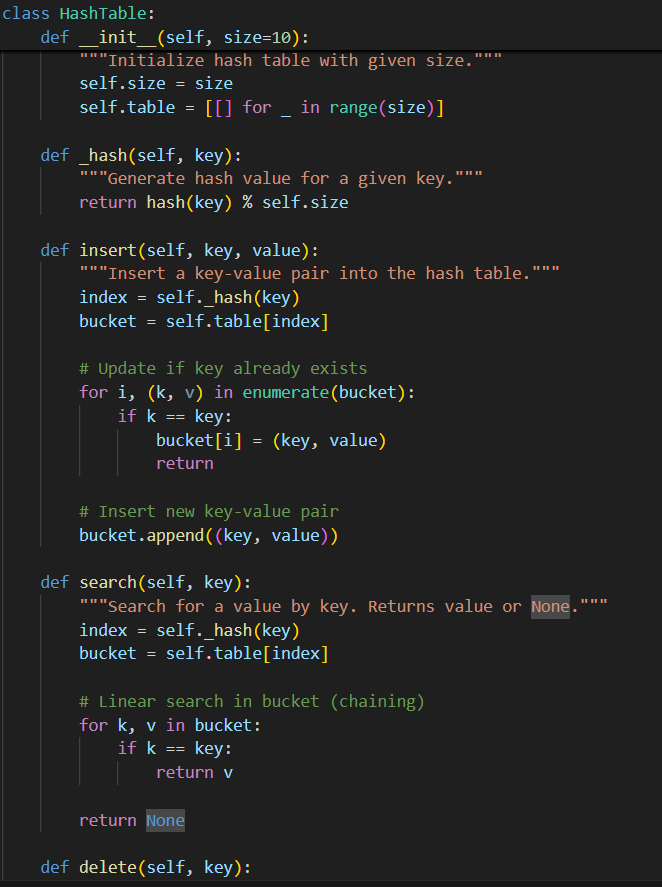 class HashTable:
    def __init__(self, size=10):
        """Initialize hash table with given size."""
        self.size = size
        self.table = [[] for _ in range(size)]

    def _hash(self, key):
        """Generate hash value for a given key."""
        return hash(key) % self.size

    def insert(self, key, value):
        """Insert a key-value pair into the hash table."""
        index = self._hash(key)
        bucket = self.table[index]

        # Update if key already exists
        for i, (k, v) in enumerate(bucket):
            if k == key:
                bucket[i] = (key, value)
                return

        # Insert new key-value pair
        bucket.append((key, value))

    def search(self, key):
        """Search for a value by key. Returns value or None."""
        index = self._hash(key)
        bucket = self.table[index]

        # Linear search in bucket (chaining)
        for k, v in bucket:
            if k == key:
                return v

        return None

    def delete(self, key):